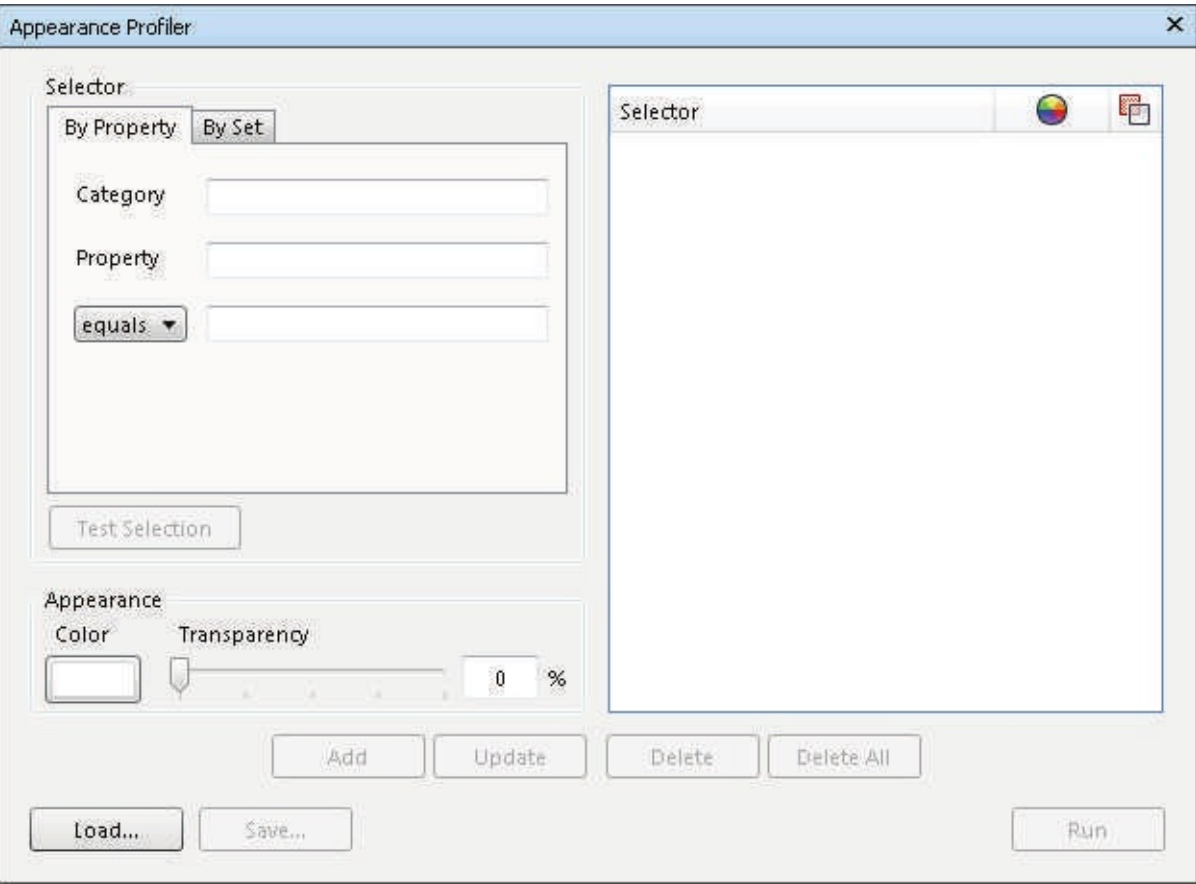 Appearance Profiler
Selector
By Property
By Set
Category
Property
equals
Test Selection
Appearance
Color
Transparency
0 %
Selector
Add
Update
Delete
Delete All
Load...
Save...
Run